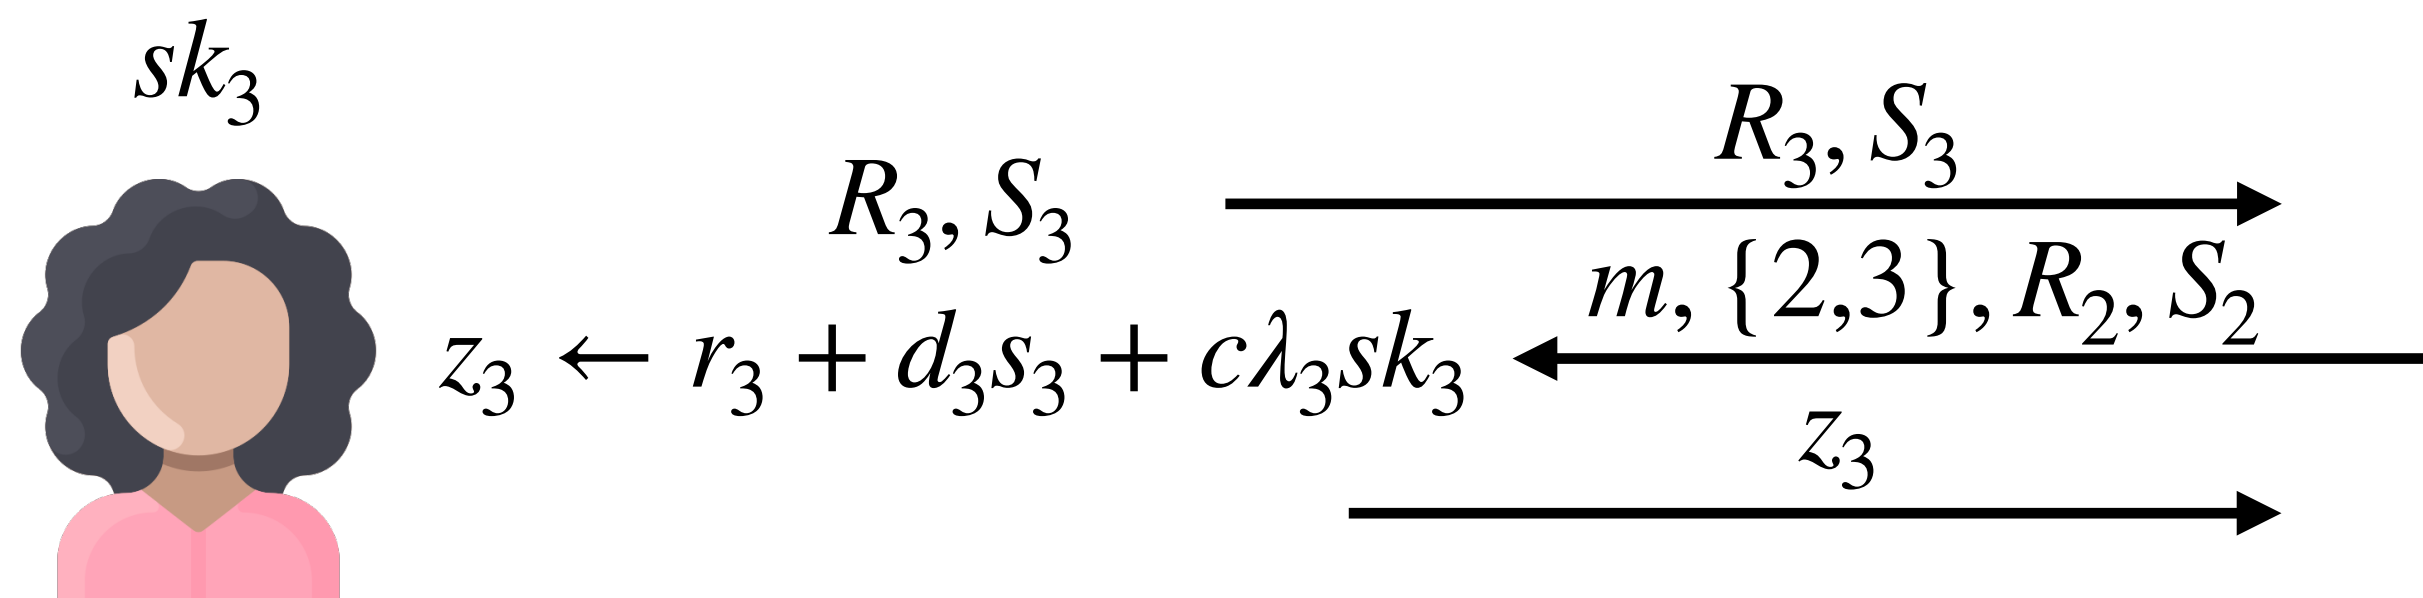 sk₃
R₃, S₃
R₃, S₃
m, {2,3}, R₂, S₂
z₃ ← r₃ + d₃s₃ + cλ₃sk₃
z₃